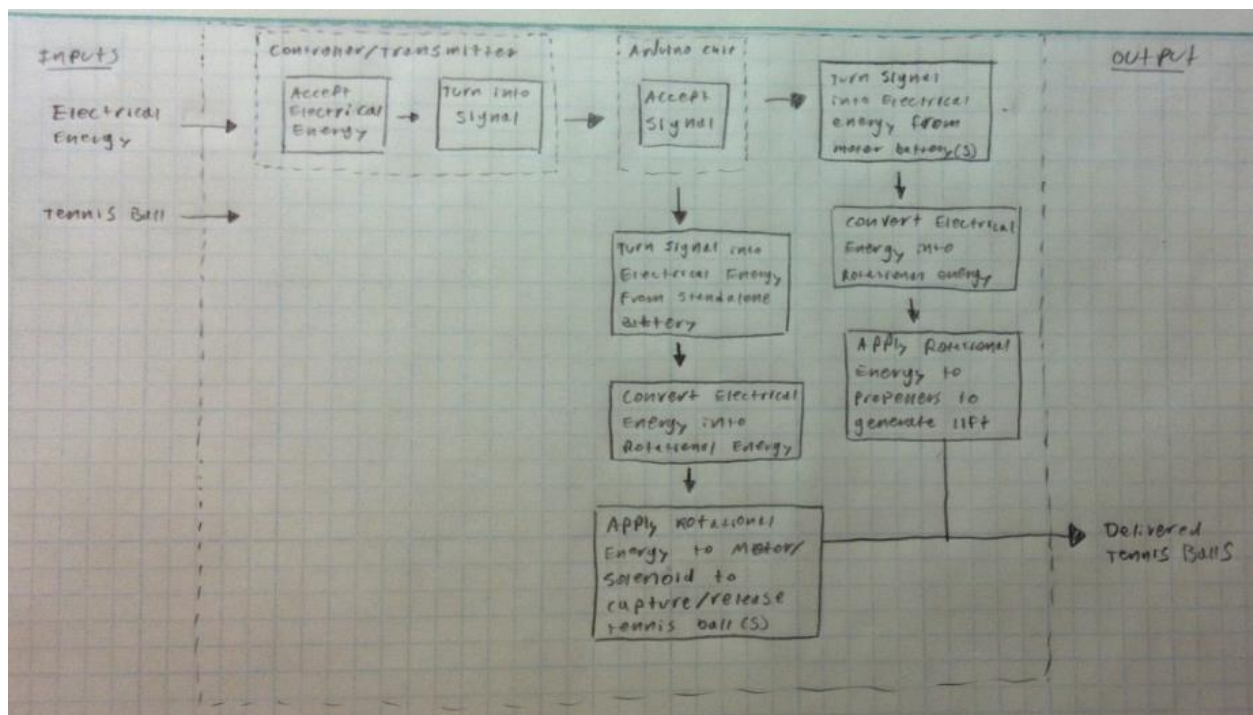 Inputs
Electrical
Energy
Tennis Ball
Controller/Transmitter
Accept
Electrical
Energy
Turn into
Signal
Arduino chip
Accept
Signal
Turn Signal
into Electrical
energy from
motor battery(s)
Convert Electrical
Energy into
Rotational energy
Apply Rotational
Energy to
propellers to
generate lift
Turn Signal into
Electrical Energy
From Standalone
Battery
Convert Electrical
Energy into
Rotational Energy
Apply Rotational
Energy to Motor/
solenoid to
capture/release
tennis ball(s)
Output
Delivered
Tennis Balls